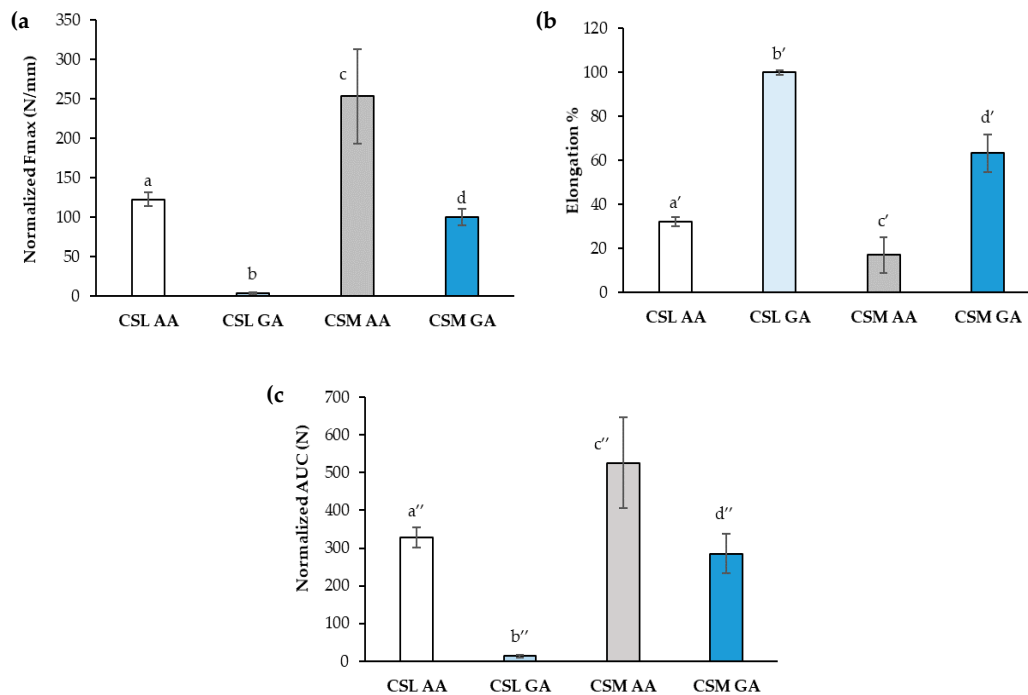 (a
Normalized Fmax (N/mm)
350
300
250
200
150
100
50
0
a
b
c
d
CSL AA CSL GA CSM AA CSM GA
(b
Elongation %
120
100
80
60
40
20
0
a′
b′
c′
d′
CSL AA CSL GA CSM AA CSM GA
(c
Normalized AUC (N)
700
600
500
400
300
200
100
0
a′′
b′′
c′′
d′′
CSL AA CSL GA CSM AA CSM GA